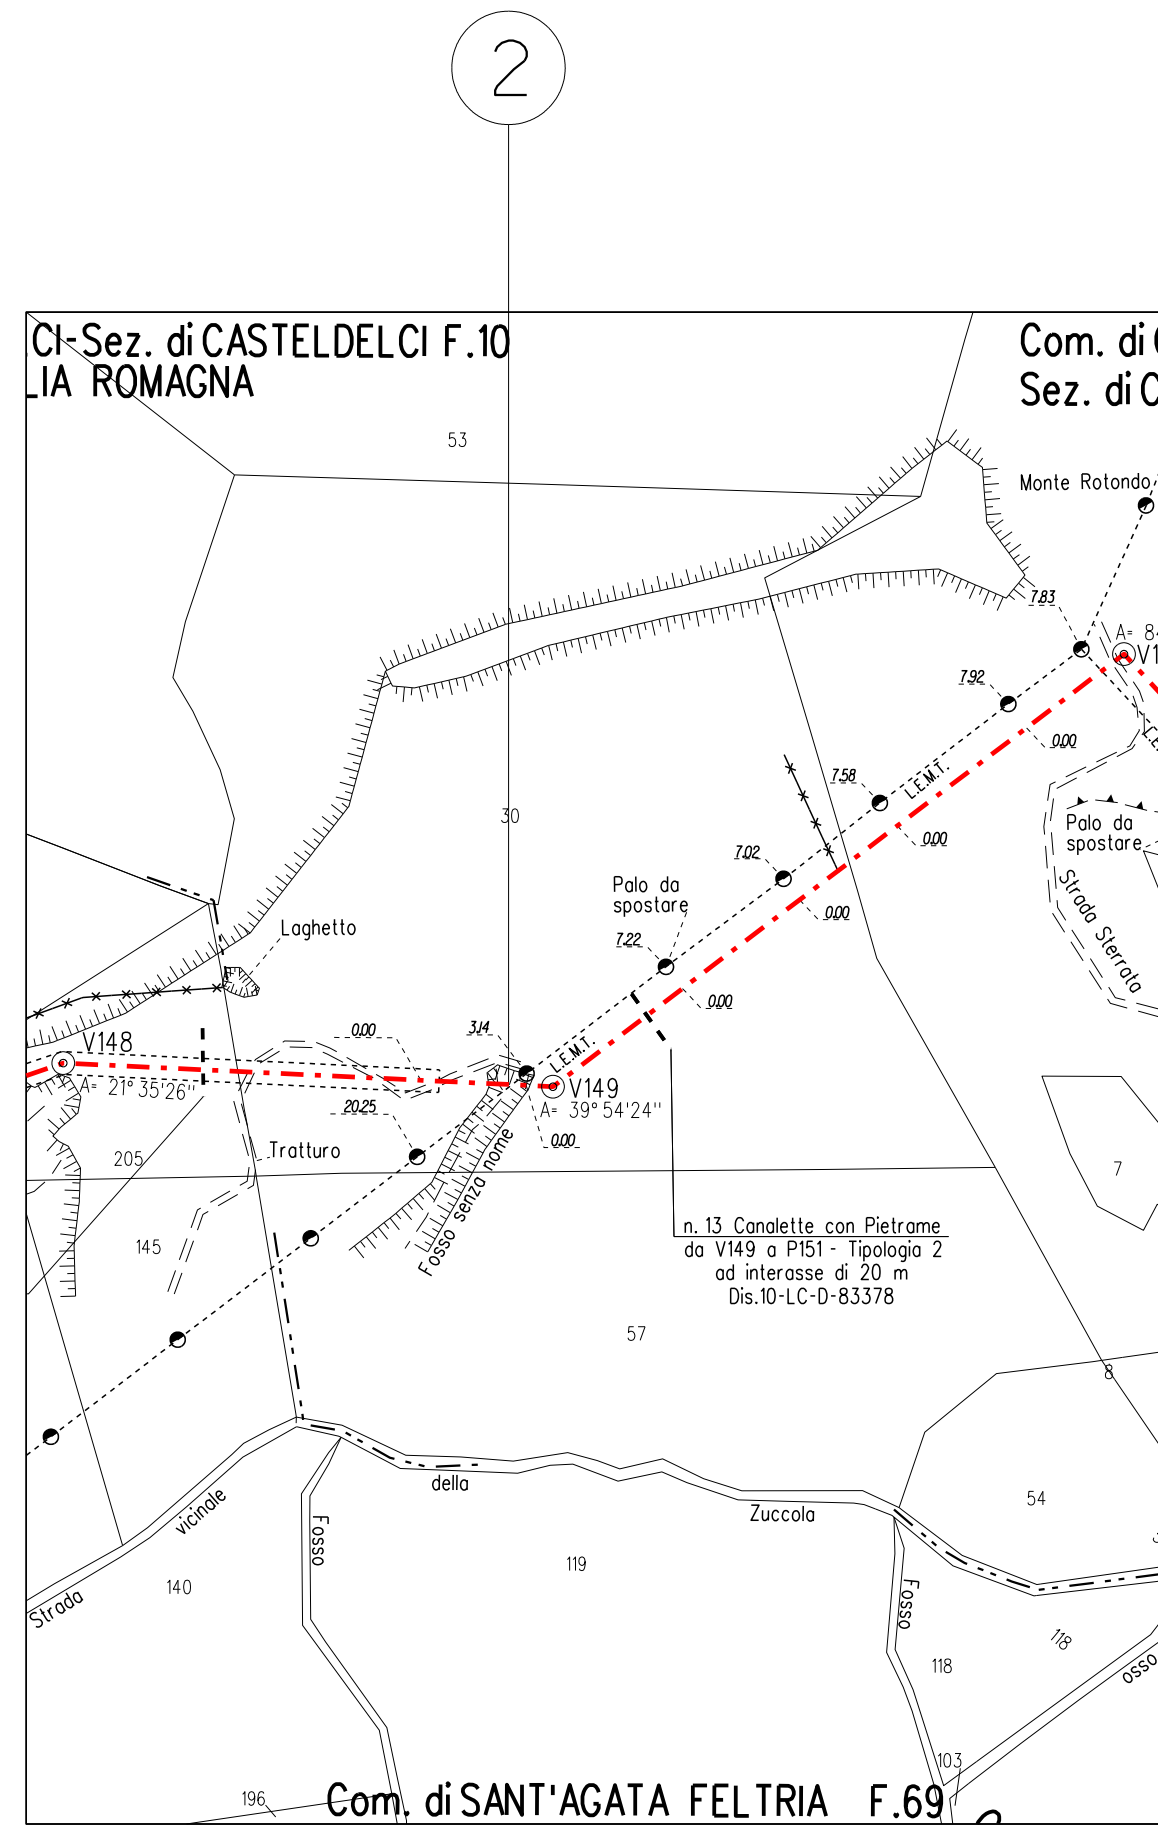 2
CI-Sez. di CASTELDELCI F.10
LIA ROMAGNA
Com. di
Sez. di C
53
Monte Rotondo
7.83
A= 84
V1
7.92
0.00
7.58
L.E.M.T.
0.00
Palo da
spostare
30
7.02
0.00
Palo da
spostare
Strada Sterrata
7.22
0.00
Laghetto
V148
A= 21°35'26"
0.00
3.14
L.E.M.T.
V149
A= 39°54'24"
0.00
20.25
Fosso senza nome
Tratturo
205
145
7
n. 13 Canalette con Pietrame
da V149 a P151 - Tipologia 2
ad interasse di 20 m
Dis.10-LC-D-83378
57
8
54
Strada
vicinale
della
Zuccola
Fosso
119
140
Fosso
118
118
osso
103
196
Com. di SANT'AGATA FELTRIA F.69